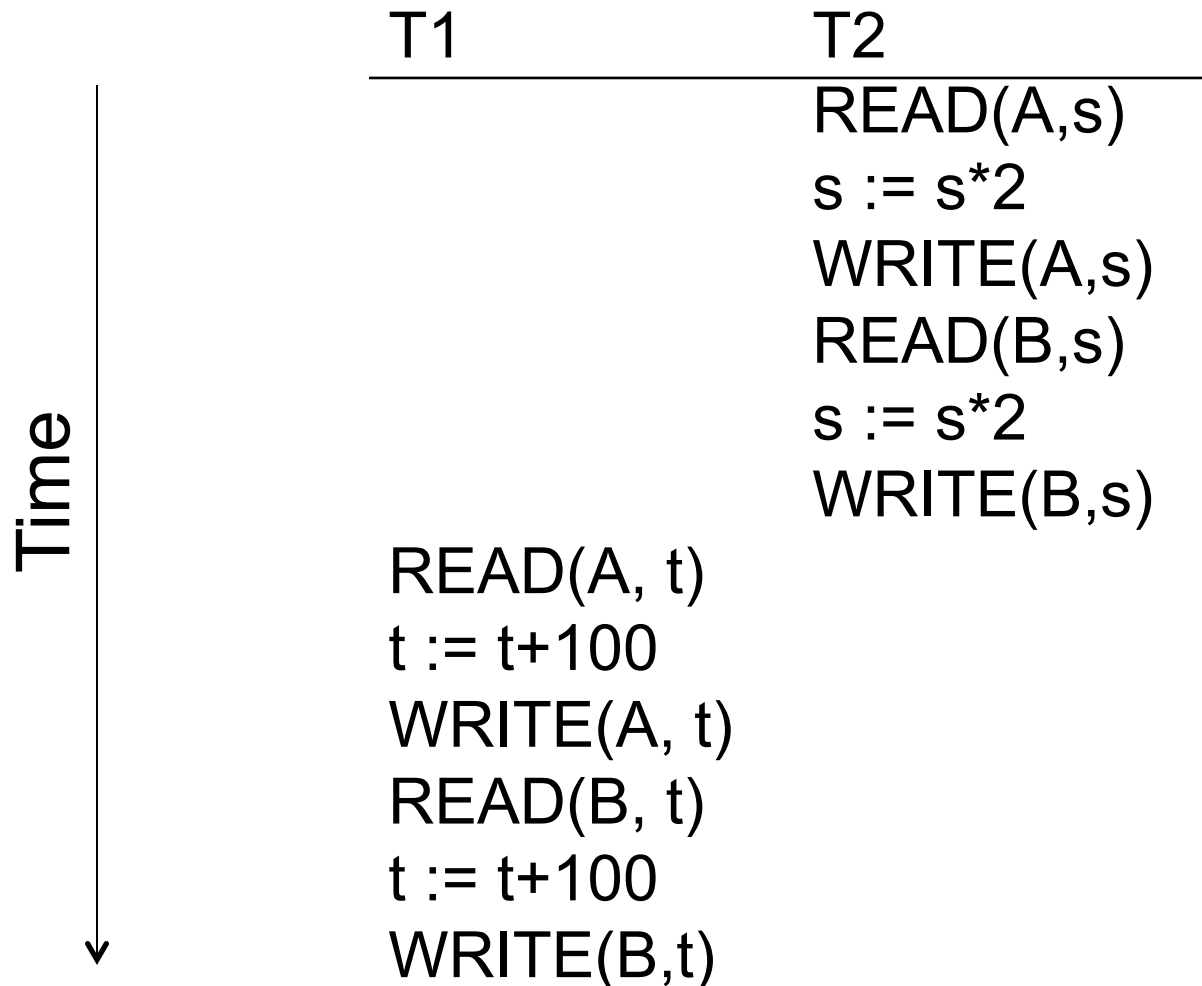 T1 T2
READ(A,s)
s := s*2
WRITE(A,s)
READ(B,s)
s := s*2
WRITE(B,s)
Time
READ(A, t)
t := t+100
WRITE(A, t)
READ(B, t)
t := t+100
WRITE(B,t)